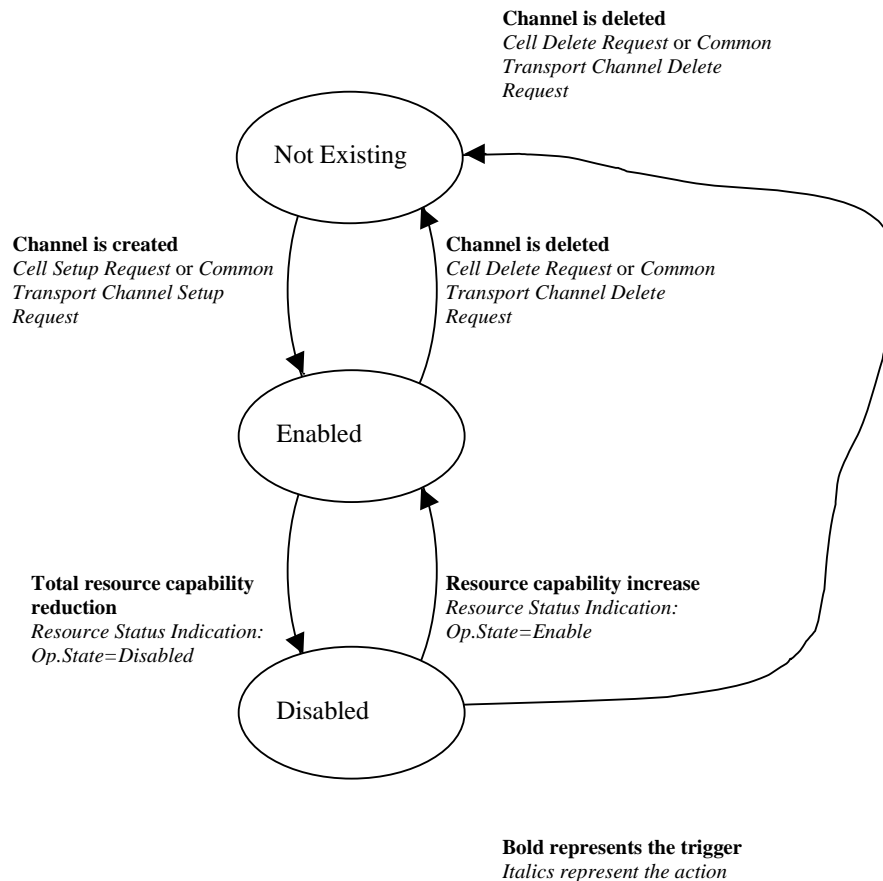 Channel is deleted
Cell Delete Request or Common
Transport Channel Delete
Request
Not Existing
Channel is created
Cell Setup Request or Common
Transport Channel Setup
Request
Channel is deleted
Cell Delete Request or Common
Transport Channel Delete
Request
Enabled
Total resource capability
reduction
Resource Status Indication:
Op.State=Disabled
Resource capability increase
Resource Status Indication:
Op.State=Enable
Disabled
Bold represents the trigger
Italics represent the action